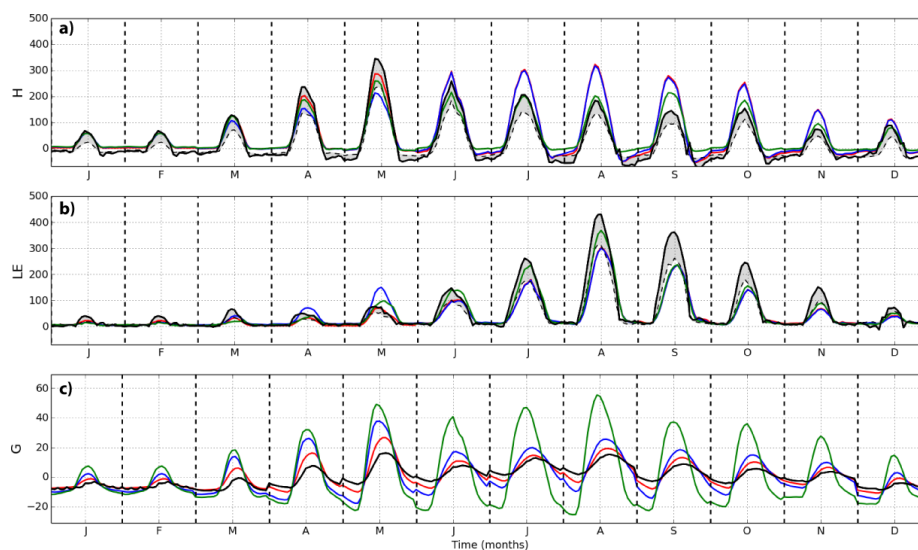 a)
H
500
400
300
200
100
0
J F M A M J J A S O N D
b)
LE
500
400
300
200
100
0
J F M A M J J A S O N D
c)
G
60
40
20
0
−20
J F M A M J J A S O N D
Time (months)